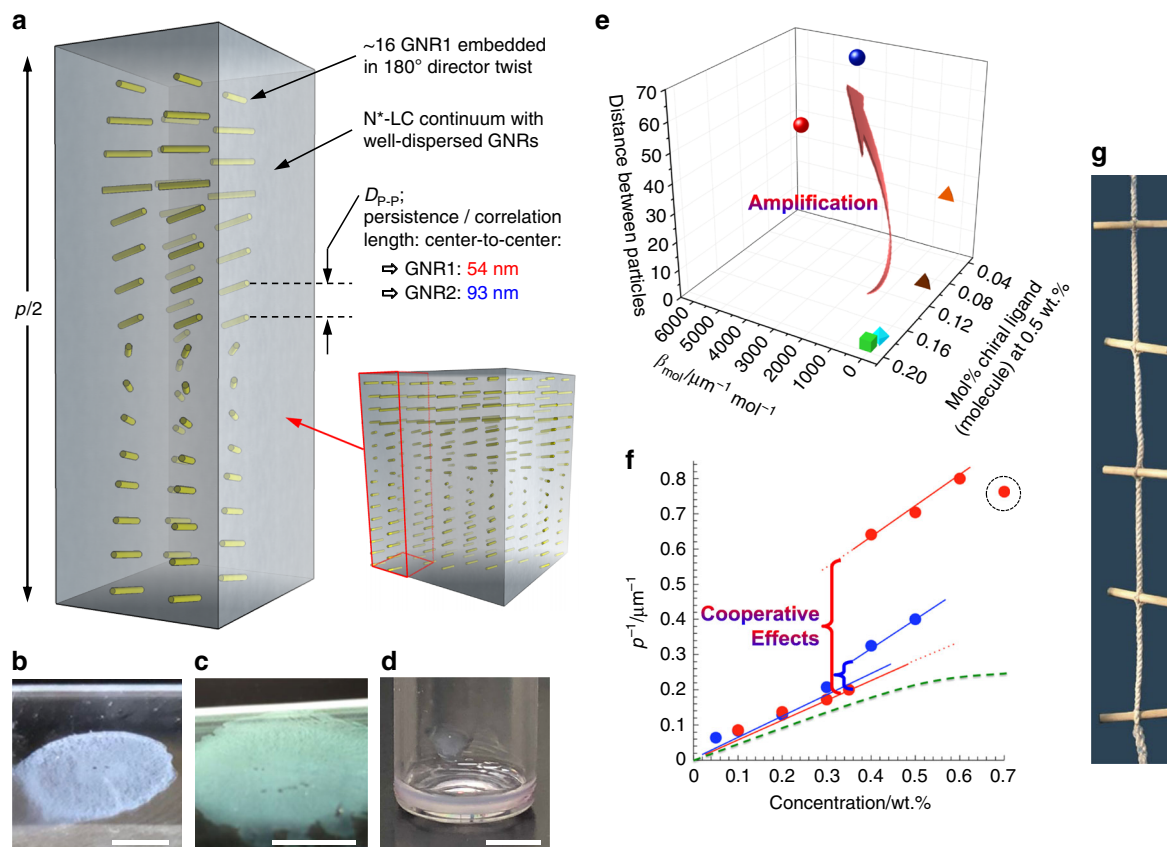 a
~16 GNR1 embedded
in 180° director twist
N*-LC continuum with
well-dispersed GNRs
D_P-P;
persistence / correlation
length: center-to-center:
⇨ GNR1: 54 nm
⇨ GNR2: 93 nm
p/2
b
c
d
e
Distance between particles
70
60
50
40
30
20
10
0
Amplification
6000
5000
4000
3000
2000
1000
0
β_mol/μm⁻¹ mol⁻¹
0.04
0.08
0.12
0.16
0.20
Mol% chiral ligand
(molecule) at 0.5 wt.%
f
p⁻¹/μm⁻¹
0.8
0.7
0.6
0.5
0.4
0.3
0.2
0.1
0
Cooperative
Effects
0 0.1 0.2 0.3 0.4 0.5 0.6 0.7
Concentration/wt.%
g